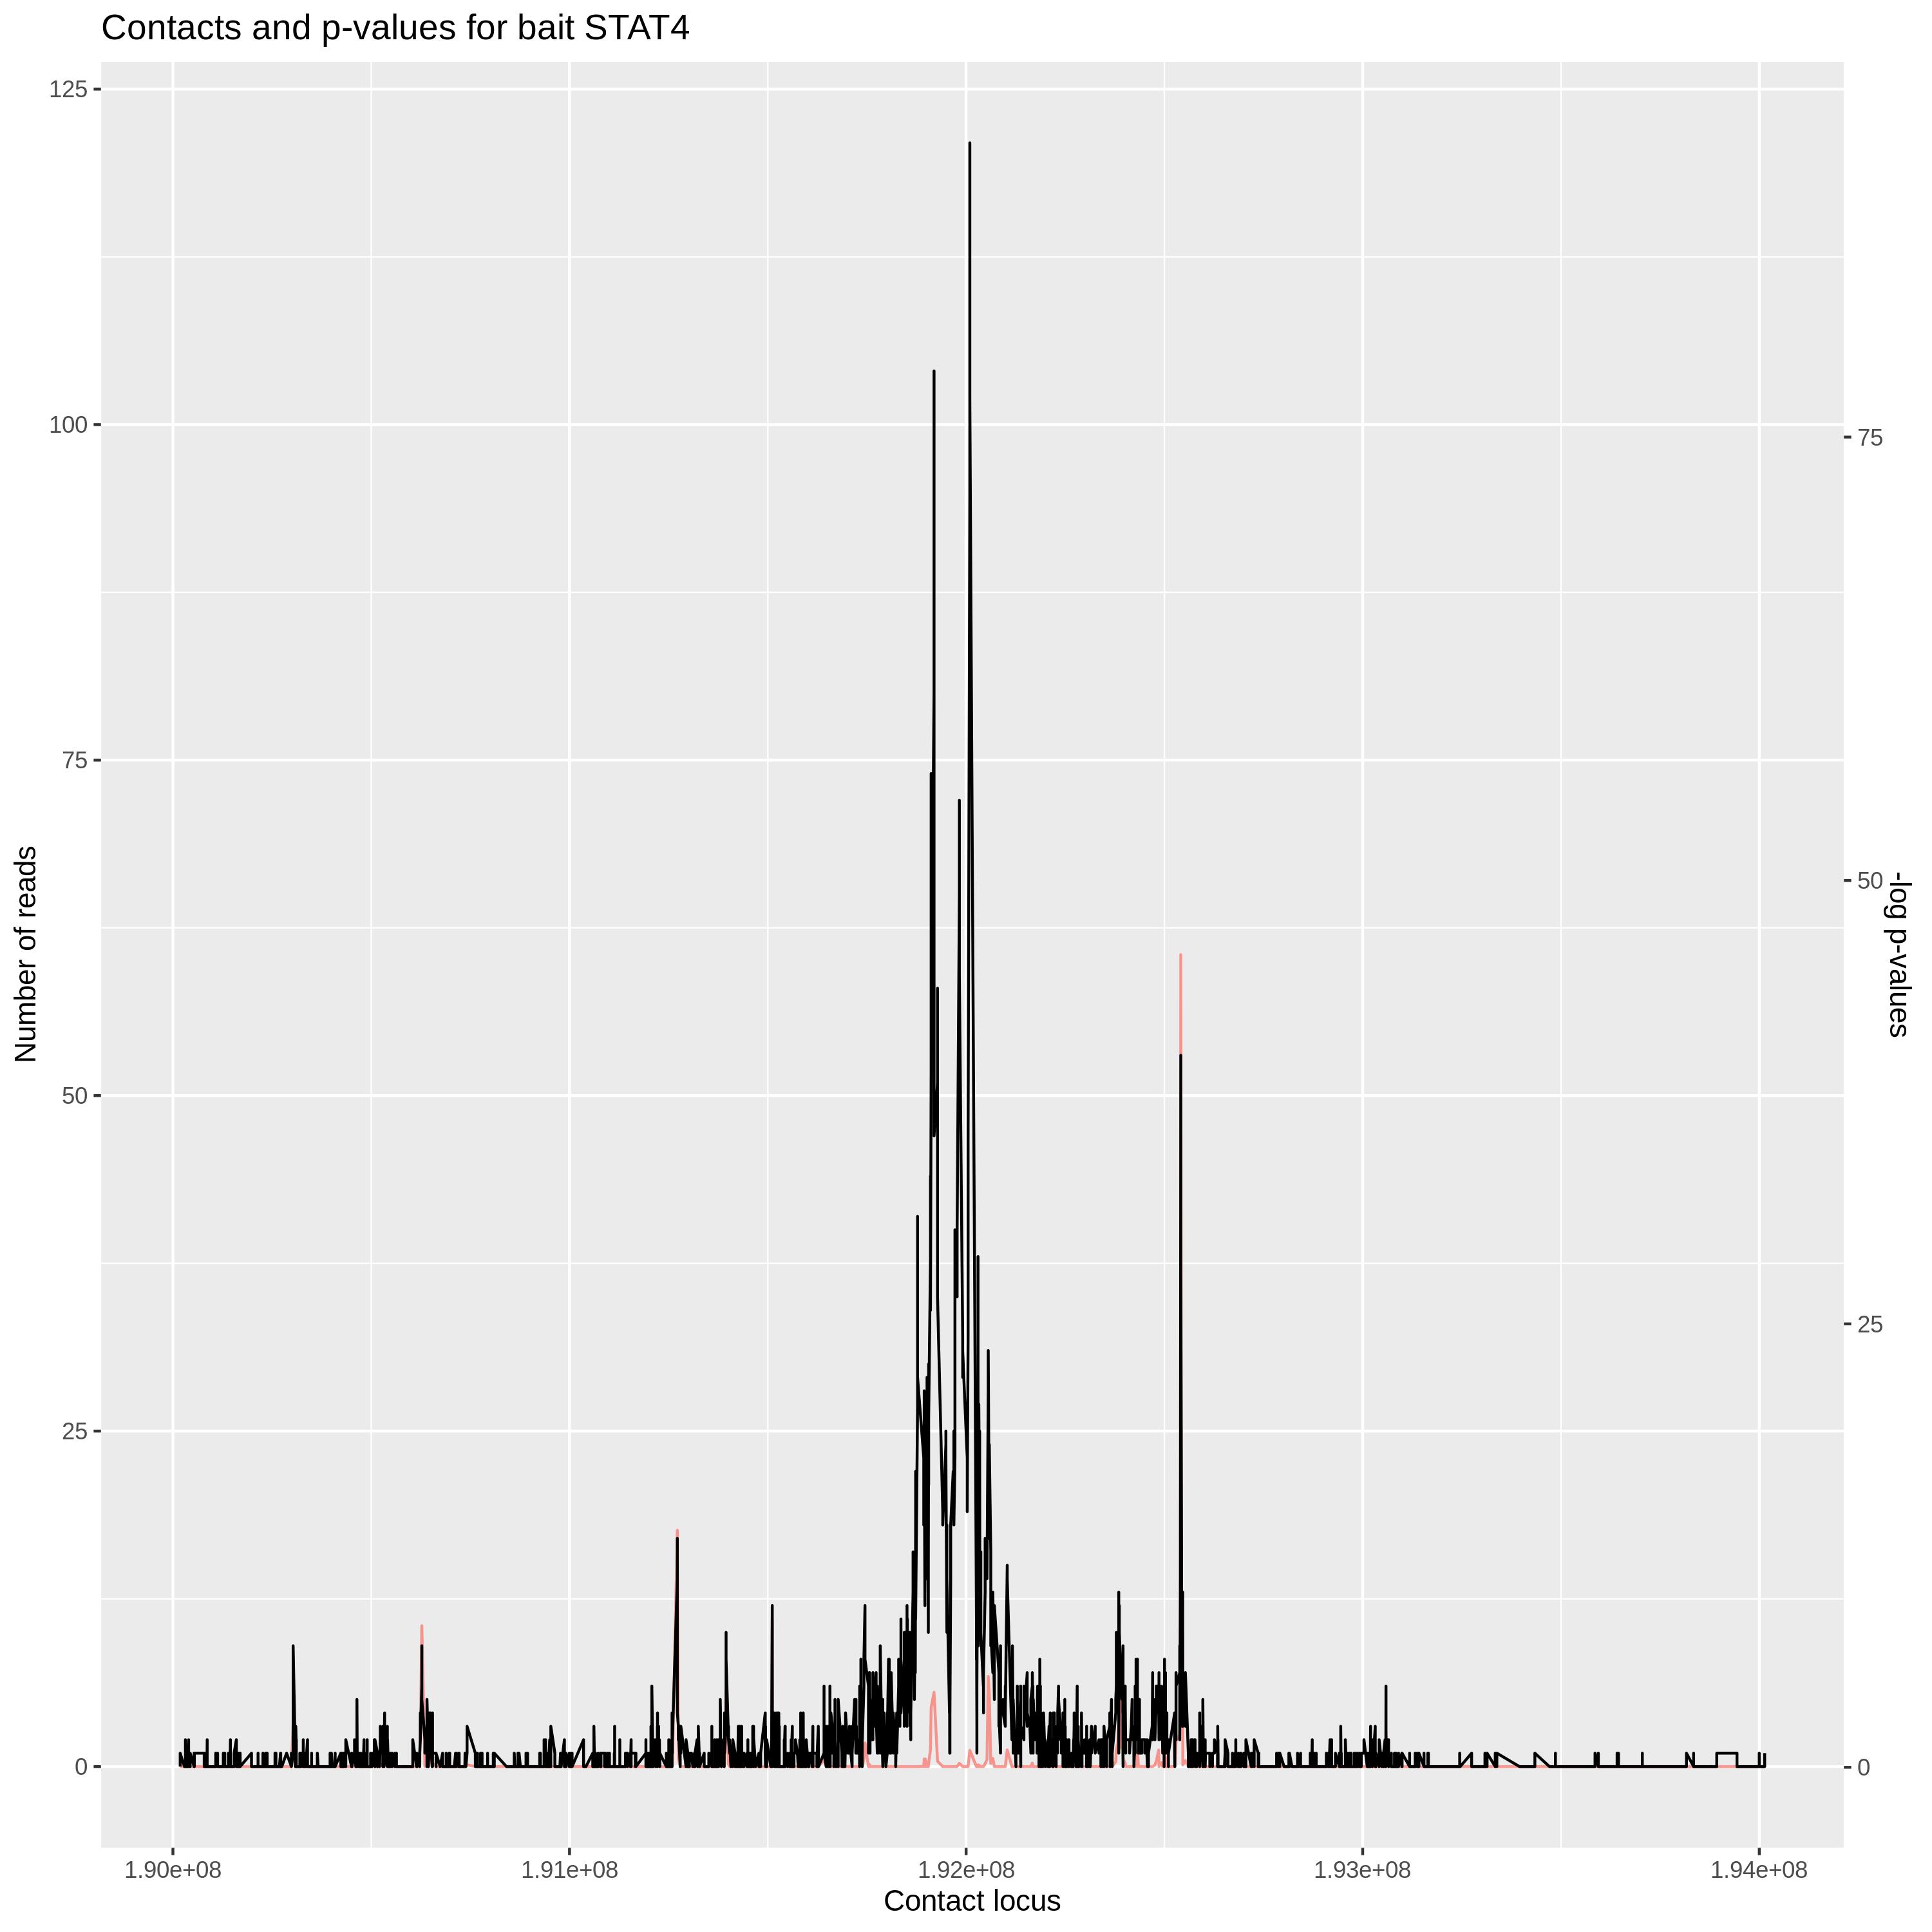 Contacts and p-values for bait STAT4
125
100
75
50
25
0
Number of reads
75
50
25
0
-log p-values
1.90e+08
1.91e+08
1.92e+08
1.93e+08
1.94e+08
Contact locus